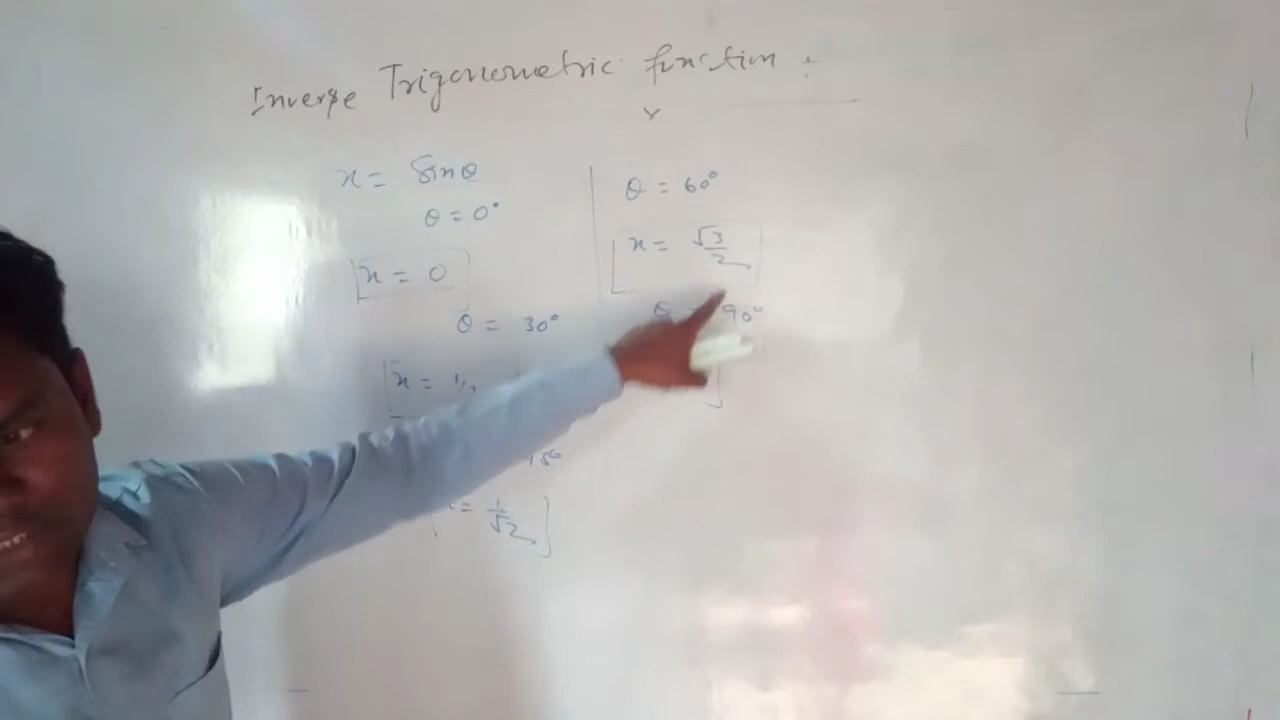 Inverse Trigonometric function :
x = Sinθ
θ = 0°
x = 0
θ = 30°
x = 1/2
= 1/√2
θ = 60°
x = √3/2
θ 90°